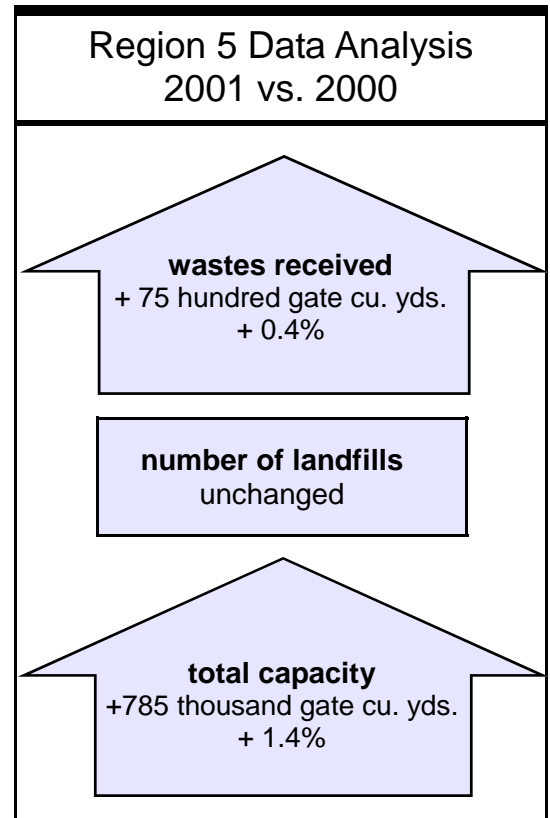 Region 5 Data Analysis
2001 vs. 2000
wastes received
+ 75 hundred gate cu. yds.
+ 0.4%
number of landfills
unchanged
total capacity
+785 thousand gate cu. yds.
+ 1.4%